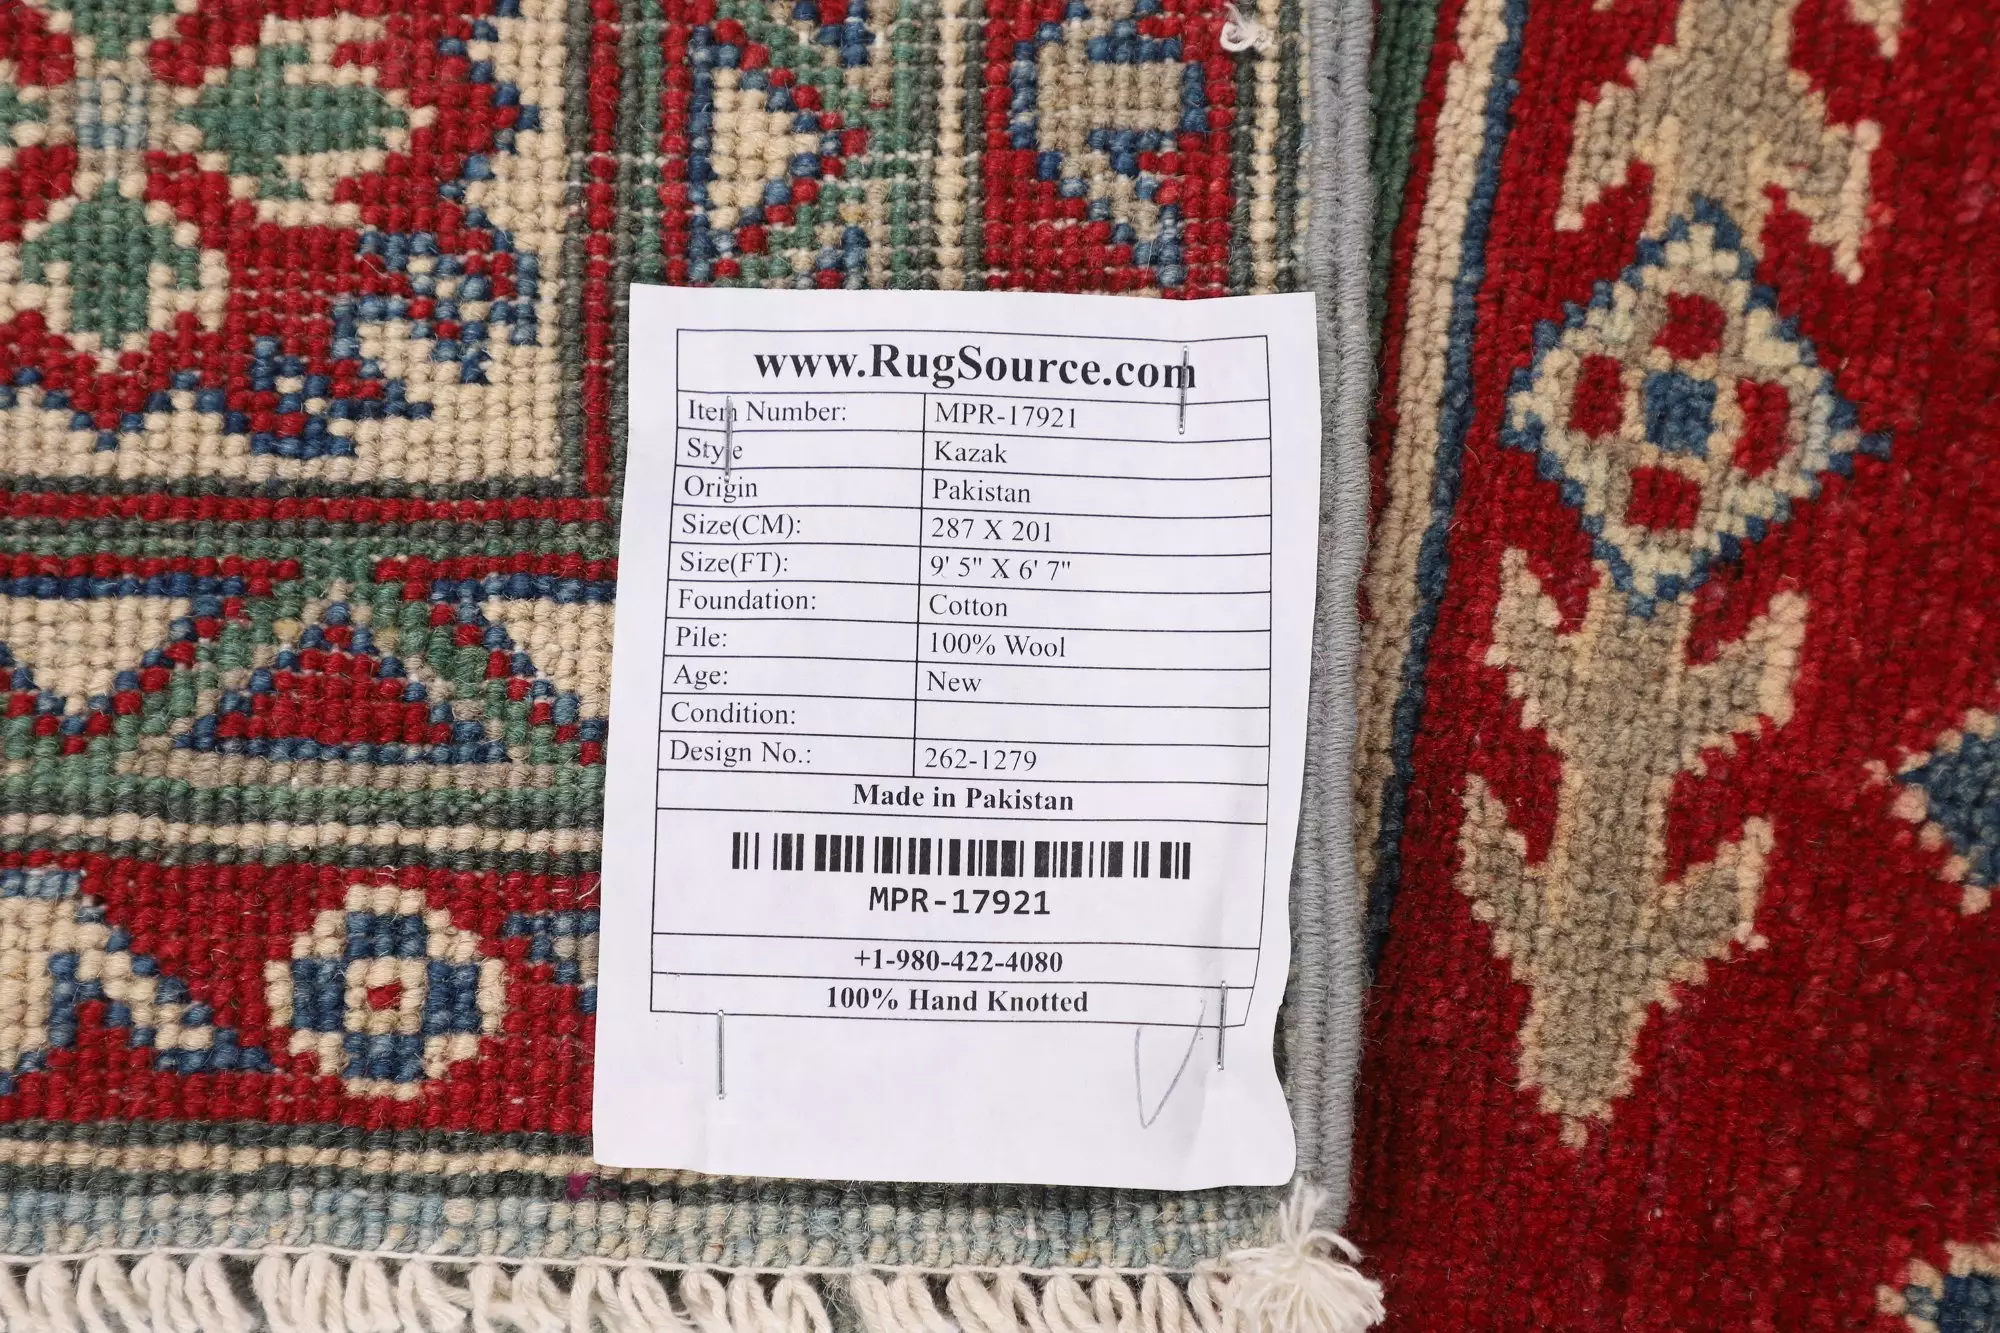 www.RugSource.com
Item Number: MPR-17921
Style Kazak
Origin Pakistan
Size(CM): 287 X 201
Size(FT): 9' 5" X 6' 7"
Foundation: Cotton
Pile: 100% Wool
Age: New
Condition:
Design No.: 262-1279
Made in Pakistan
MPR-17921
+1-980-422-4080
100% Hand Knotted